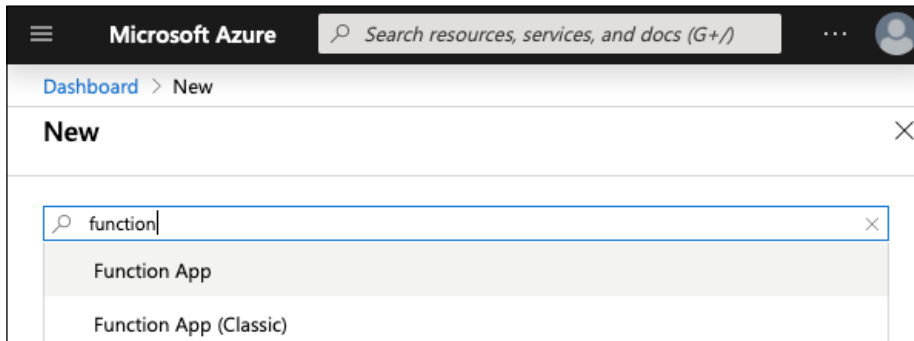 Microsoft Azure Search resources, services, and docs (G+/) ...
Dashboard > New
New
function
Function App
Function App (Classic)